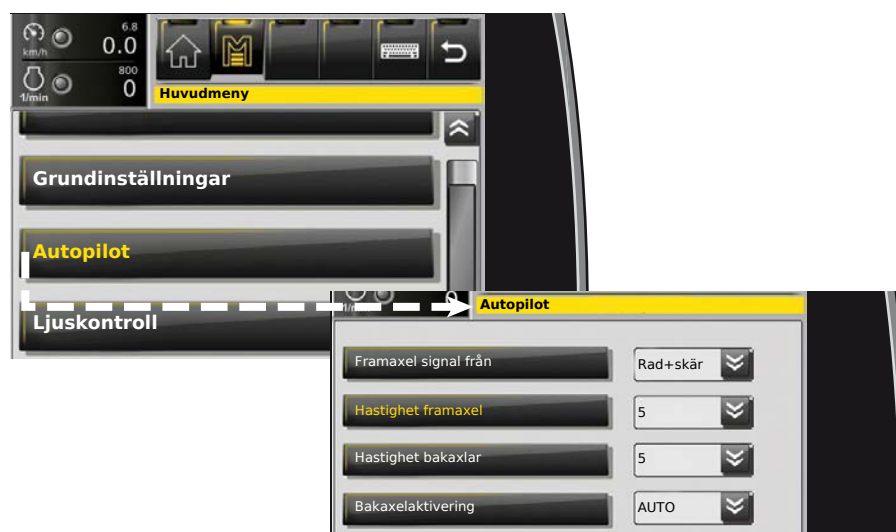 6.8
km/h 0.0
800
1/min 0
Huvudmeny
Grundinställningar
Autopilot
Ljuskontroll
Autopilot
Framaxel signal från Rad+skär
Hastighet framaxel 5
Hastighet bakaxlar 5
Bakaxelaktivering AUTO